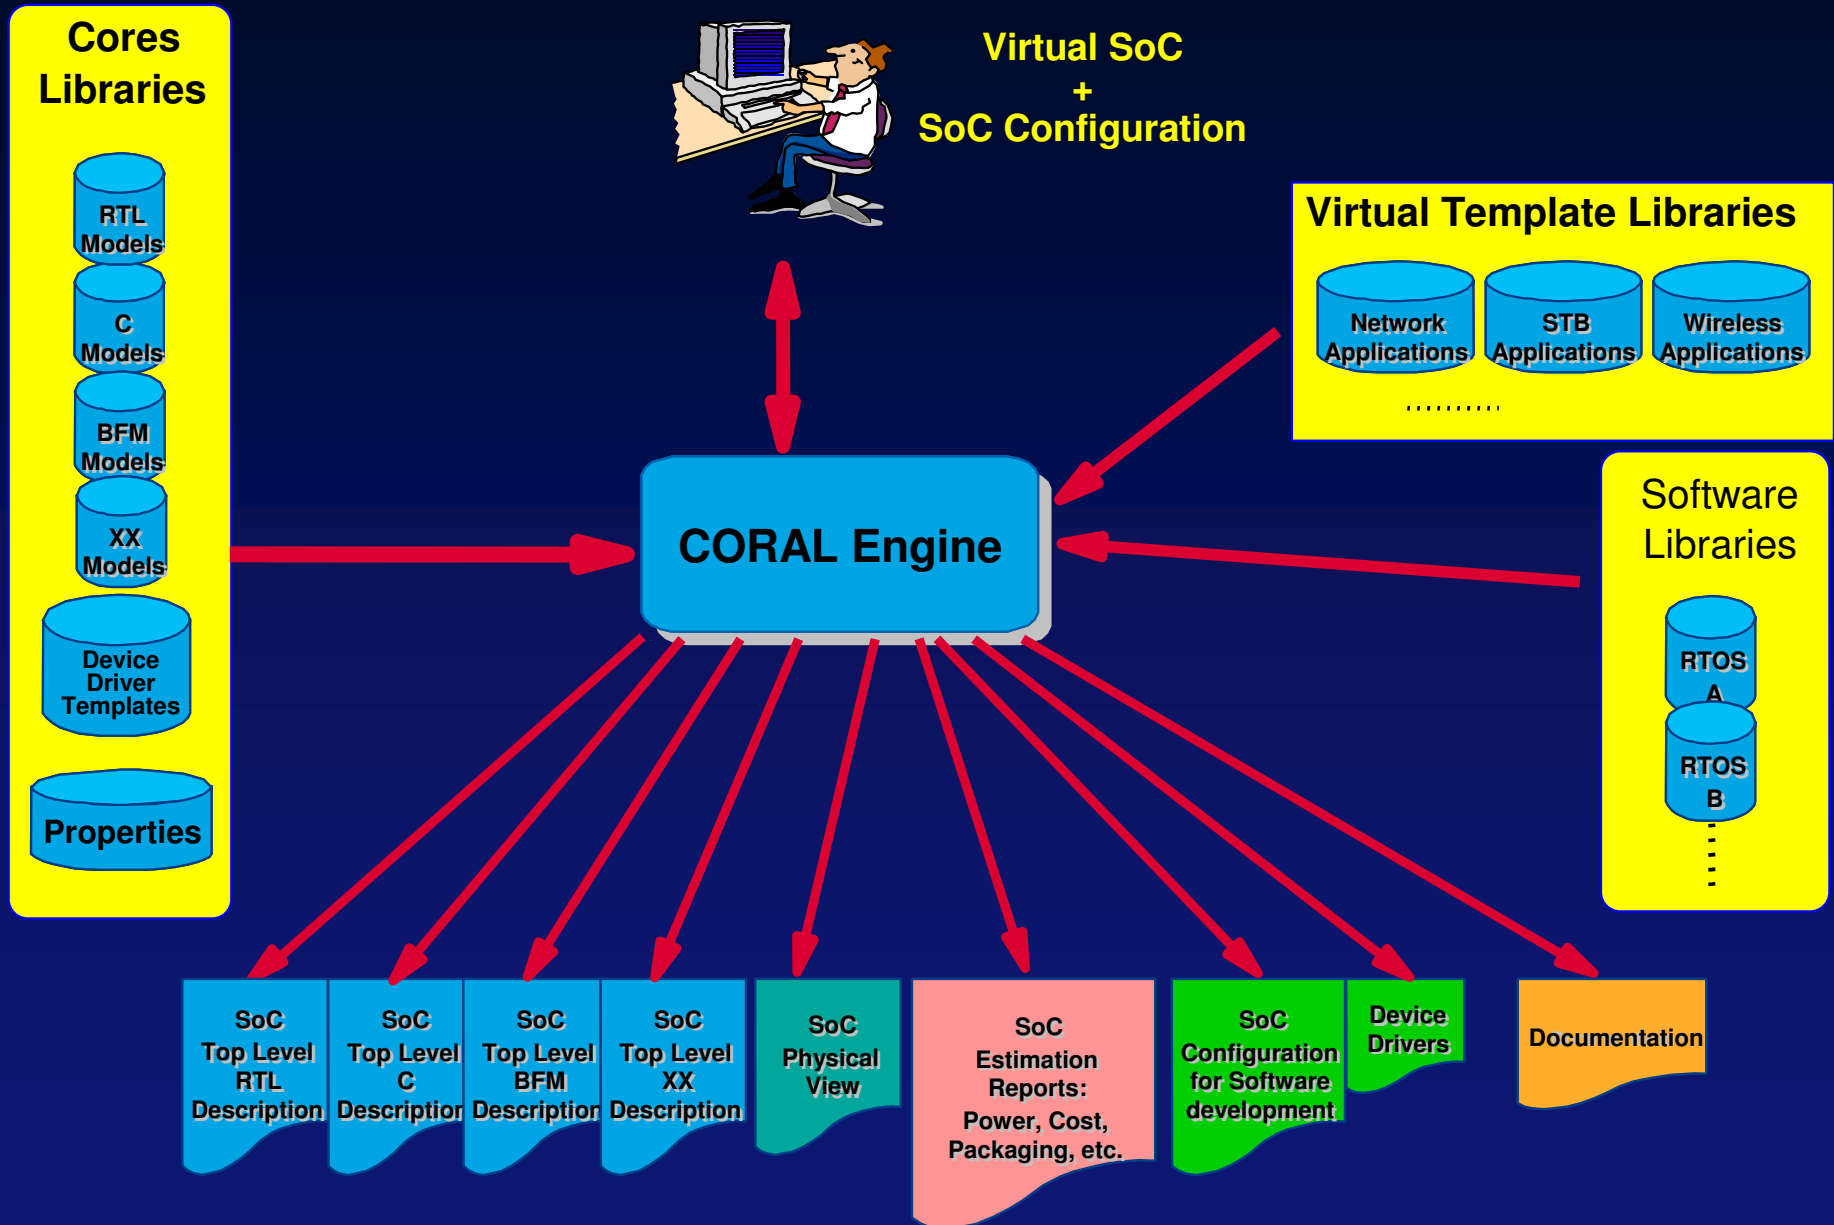 Cores
Libraries
RTL
Models
C
Models
BFM
Models
XX
Models
Device
Driver
Templates
Properties
Virtual SoC
+
SoC Configuration
Virtual Template Libraries
Network
Applications
STB
Applications
Wireless
Applications
..........
Software
Libraries
RTOS
A
RTOS
B
CORAL Engine
SoC
Top Level
RTL
Description
SoC
Top Level
C
Description
SoC
Top Level
BFM
Description
SoC
Top Level
XX
Description
SoC
Physical
View
SoC
Estimation
Reports:
Power, Cost,
Packaging, etc.
SoC
Configuration
for Software
development
Device
Drivers
Documentation